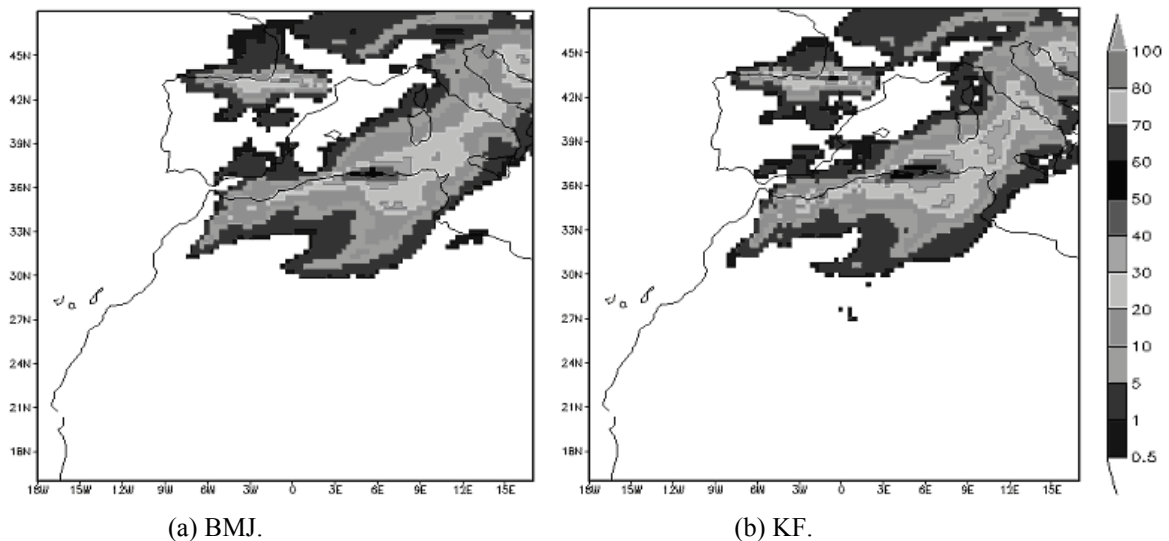 45N
42N
39N
36N
33N
30N
27N
24N
21N
18N
18W 15W 12W 9W 6W 3W 0 3E 6E 9E 12E 15E
45N
42N
39N
36N
33N
30N
27N
24N
21N
18N
18W 15W 12W 9W 6W 3W 0 3E 6E 9E 12E 15E
100
80
70
60
50
40
30
20
10
5
1
0.5
(a) BMJ.
(b) KF.